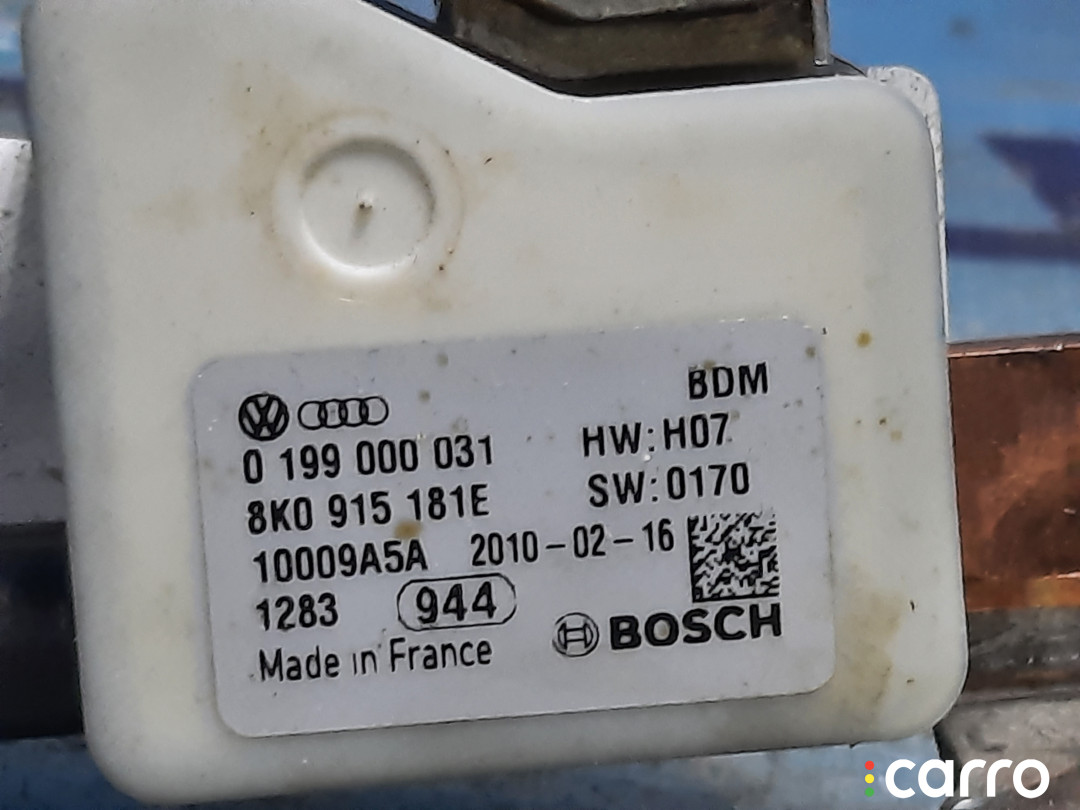 BDM
0 199 000 031 HW: H07
8K0 915 181E SW: 0170
10009A5A 2010-02-16
1283 944
Made in France BOSCH
carro